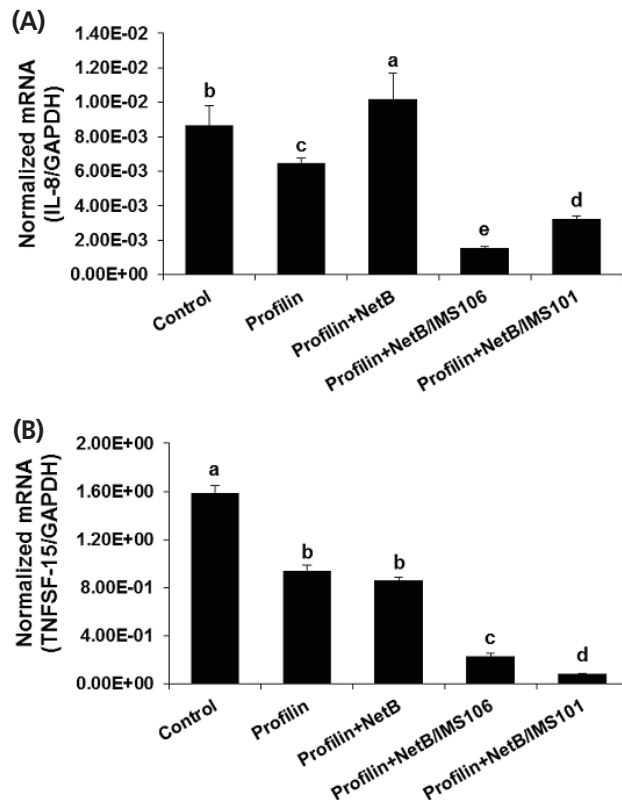 (A)
Normalized mRNA
(IL-8/GAPDH)
1.40E-02
1.20E-02
1.00E-02
8.00E-03
6.00E-03
4.00E-03
2.00E-03
0.00E+00
b
c
a
e
d
Control
Profilin
Profilin+NetB
Profilin+NetB/IMS106
Profilin+NetB/IMS101
(B)
Normalized mRNA
(TNFSF-15/GAPDH)
2.00E+00
1.60E+00
1.20E+00
8.00E-01
4.00E-01
0.00E+00
a
b
b
c
d
Control
Profilin
Profilin+NetB
Profilin+NetB/IMS106
Profilin+NetB/IMS101